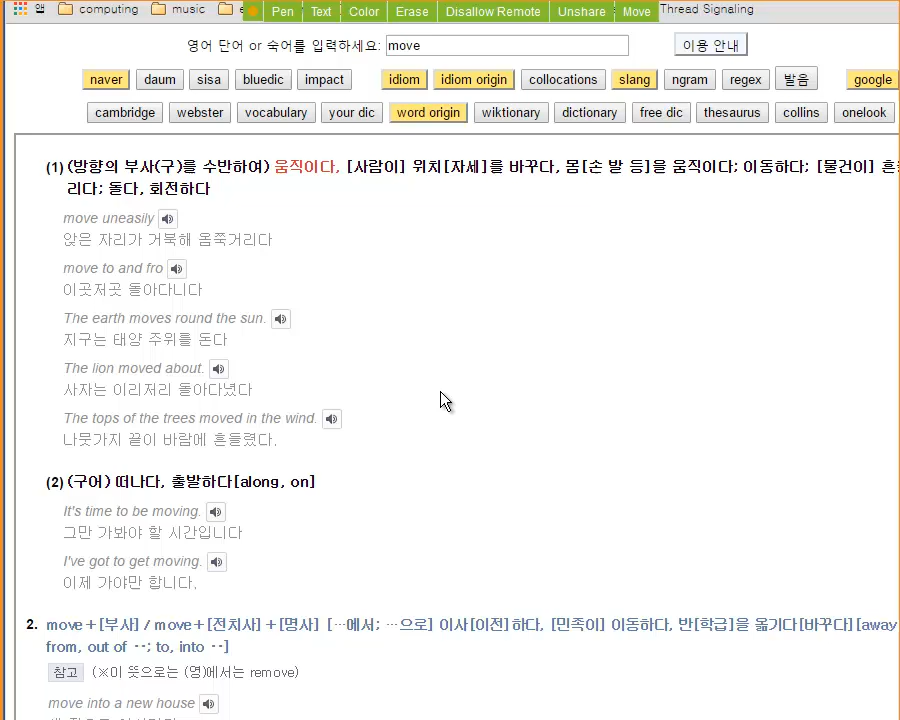 앱 computing music
Pen Text Color Erase Disallow Remote Unshare Move Thread Signaling
영어 단어 or 숙어를 입력하세요: move 이용 안내
naver daum sisa bluedic impact idiom idiom origin collocations slang ngram regex 발음 google
cambridge webster vocabulary your dic word origin wiktionary dictionary free dic thesaurus collins onelook
(1) (방향의 부사(구)를 수반하여) 움직이다, [사람이] 위치[자세]를 바꾸다, 몸[손 발 등]을 움직이다; 이동하다; [물건이] 흔들
리다; 돌다, 회전하다
move uneasily
앉은 자리가 거북해 옴쭉거리다
move to and fro
이곳저곳 돌아다니다
The earth moves round the sun.
지구는 태양 주위를 돈다
The lion moved about.
사자는 이리저리 돌아다녔다
The tops of the trees moved in the wind.
나뭇가지 끝이 바람에 흔들렸다.
(2) (구어) 떠나다, 출발하다[along, on]
It's time to be moving.
그만 가봐야 할 시간입니다
I've got to get moving.
이제 가야만 합니다.
2. move+[부사] / move+[전치사]+[명사] […에서; …으로] 이사[이전]하다, [민족이] 이동하다, 반[학급]을 옮기다[바꾸다][away
from, out of ‥; to, into ‥]
참고 (※이 뜻으로는 (명)에서는 remove)
move into a new house